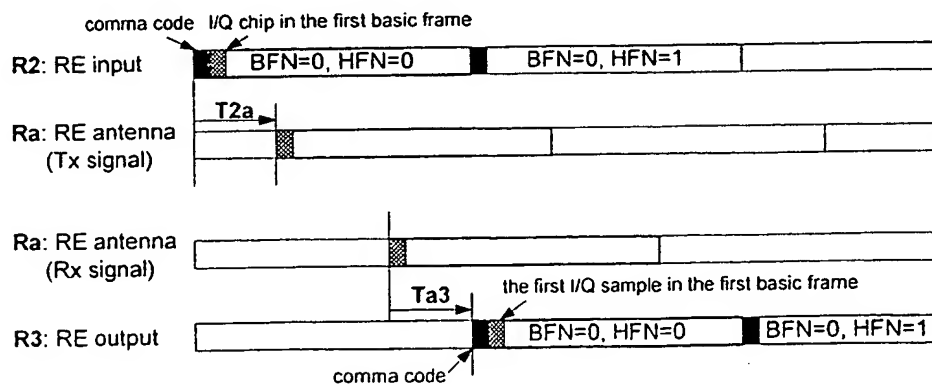 comma code I/Q chip in the first basic frame
R2: RE input
BFN=0, HFN=0
BFN=0, HFN=1
T2a
Ra: RE antenna
(Tx signal)
Ra: RE antenna
(Rx signal)
Ta3
the first I/Q sample in the first basic frame
R3: RE output
BFN=0, HFN=0
BFN=0, HFN=1
comma code